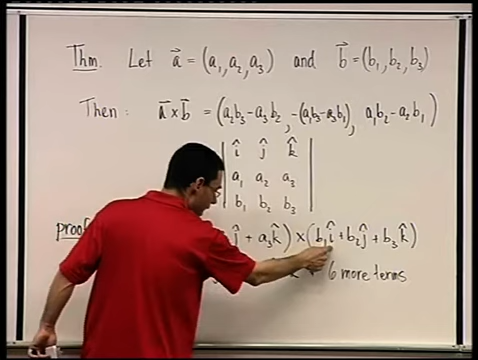 Thm. Let a⃗ = (a₁, a₂, a₃) and b⃗ = (b₁, b₂, b₃)
Then: a⃗ × b⃗ = (a₂b₃ - a₃b₂, -(a₁b₃ - a₃b₁), a₁b₂ - a₂b₁)
| î ĵ k̂ |
| a₁ a₂ a₃ |
| b₁ b₂ b₃ |
proof ĵ + a₃k̂) × (b₁î + b₂ĵ + b₃k̂)
6 more terms